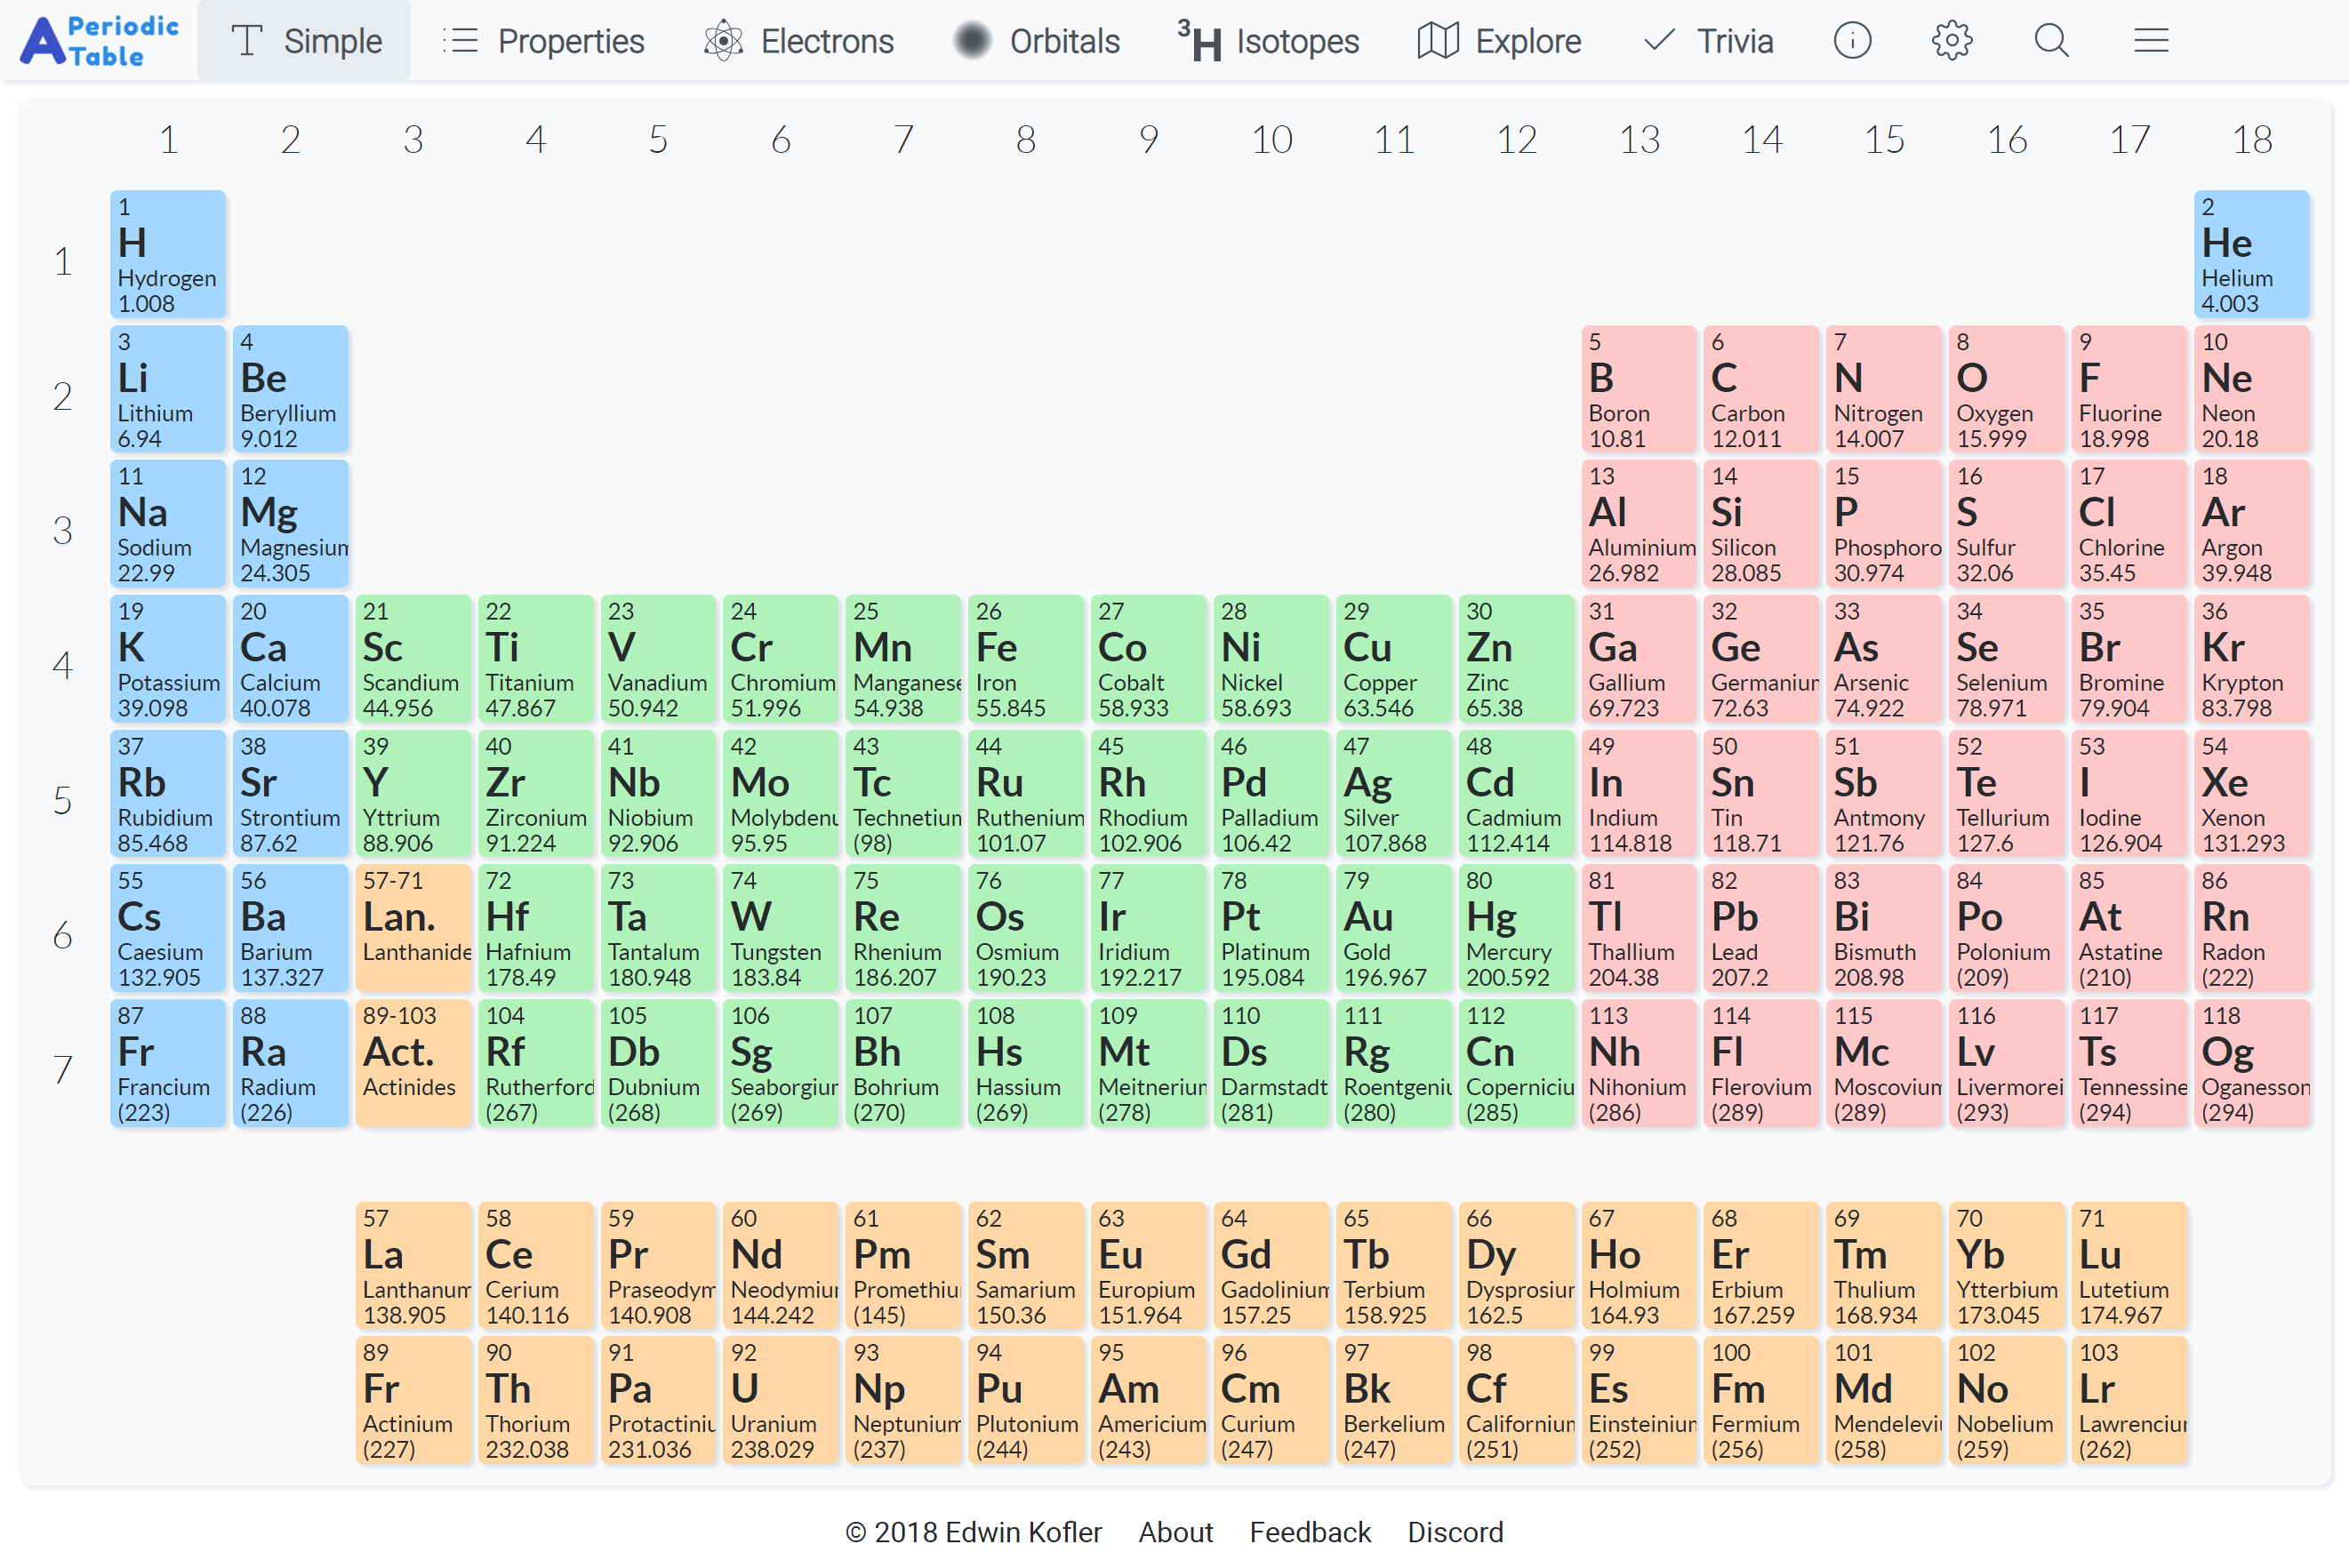 A Periodic Table
Simple Properties Electrons Orbitals ³H Isotopes Explore Trivia
1 2 3 4 5 6 7 8 9 10 11 12 13 14 15 16 17 18
1
1 2
H He
Hydrogen Helium
1.008 4.003
2
3 4 5 6 7 8 9 10
Li Be B C N O F Ne
Lithium Beryllium Boron Carbon Nitrogen Oxygen Fluorine Neon
6.94 9.012 10.81 12.011 14.007 15.999 18.998 20.18
3
11 12 13 14 15 16 17 18
Na Mg Al Si P S Cl Ar
Sodium Magnesium Aluminium Silicon Phosphoro Sulfur Chlorine Argon
22.99 24.305 26.982 28.085 30.974 32.06 35.45 39.948
4
19 20 21 22 23 24 25 26 27 28 29 30 31 32 33 34 35 36
K Ca Sc Ti V Cr Mn Fe Co Ni Cu Zn Ga Ge As Se Br Kr
Potassium Calcium Scandium Titanium Vanadium Chromium Manganese Iron Cobalt Nickel Copper Zinc Gallium Germanium Arsenic Selenium Bromine Krypton
39.098 40.078 44.956 47.867 50.942 51.996 54.938 55.845 58.933 58.693 63.546 65.38 69.723 72.63 74.922 78.971 79.904 83.798
5
37 38 39 40 41 42 43 44 45 46 47 48 49 50 51 52 53 54
Rb Sr Y Zr Nb Mo Tc Ru Rh Pd Ag Cd In Sn Sb Te I Xe
Rubidium Strontium Yttrium Zirconium Niobium Molybdenu Technetium Ruthenium Rhodium Palladium Silver Cadmium Indium Tin Antmony Tellurium Iodine Xenon
85.468 87.62 88.906 91.224 92.906 95.95 (98) 101.07 102.906 106.42 107.868 112.414 114.818 118.71 121.76 127.6 126.904 131.293
6
55 56 57-71 72 73 74 75 76 77 78 79 80 81 82 83 84 85 86
Cs Ba Lan. Hf Ta W Re Os Ir Pt Au Hg Tl Pb Bi Po At Rn
Caesium Barium Lanthanide Hafnium Tantalum Tungsten Rhenium Osmium Iridium Platinum Gold Mercury Thallium Lead Bismuth Polonium Astatine Radon
132.905 137.327 178.49 180.948 183.84 186.207 190.23 192.217 195.084 196.967 200.592 204.38 207.2 208.98 (209) (210) (222)
7
87 88 89-103 104 105 106 107 108 109 110 111 112 113 114 115 116 117 118
Fr Ra Act. Rf Db Sg Bh Hs Mt Ds Rg Cn Nh Fl Mc Lv Ts Og
Francium Radium Actinides Rutherford Dubnium Seaborgiur Bohrium Hassium Meitnerium Darmstadt Roentgeniu Coperniciu Nihonium Flerovium Moscovium Livermorei Tennessine Oganesson
(223) (226) (267) (268) (269) (270) (269) (278) (281) (280) (285) (286) (289) (289) (293) (294) (294)
57 58 59 60 61 62 63 64 65 66 67 68 69 70 71
La Ce Pr Nd Pm Sm Eu Gd Tb Dy Ho Er Tm Yb Lu
Lanthanum Cerium Praseodym Neodymiur Promethiu Samarium Europium Gadolinium Terbium Dysprosiur Holmium Erbium Thulium Ytterbium Lutetium
138.905 140.116 140.908 144.242 (145) 150.36 151.964 157.25 158.925 162.5 164.93 167.259 168.934 173.045 174.967
89 90 91 92 93 94 95 96 97 98 99 100 101 102 103
Fr Th Pa U Np Pu Am Cm Bk Cf Es Fm Md No Lr
Actinium Thorium Protactiniu Uranium Neptunium Plutonium Americium Curium Berkelium Californiur Einsteiniur Fermium Mendelevi Nobelium Lawrenciur
(227) 232.038 231.036 238.029 (237) (244) (243) (247) (247) (251) (252) (256) (258) (259) (262)
© 2018 Edwin Kofler About Feedback Discord